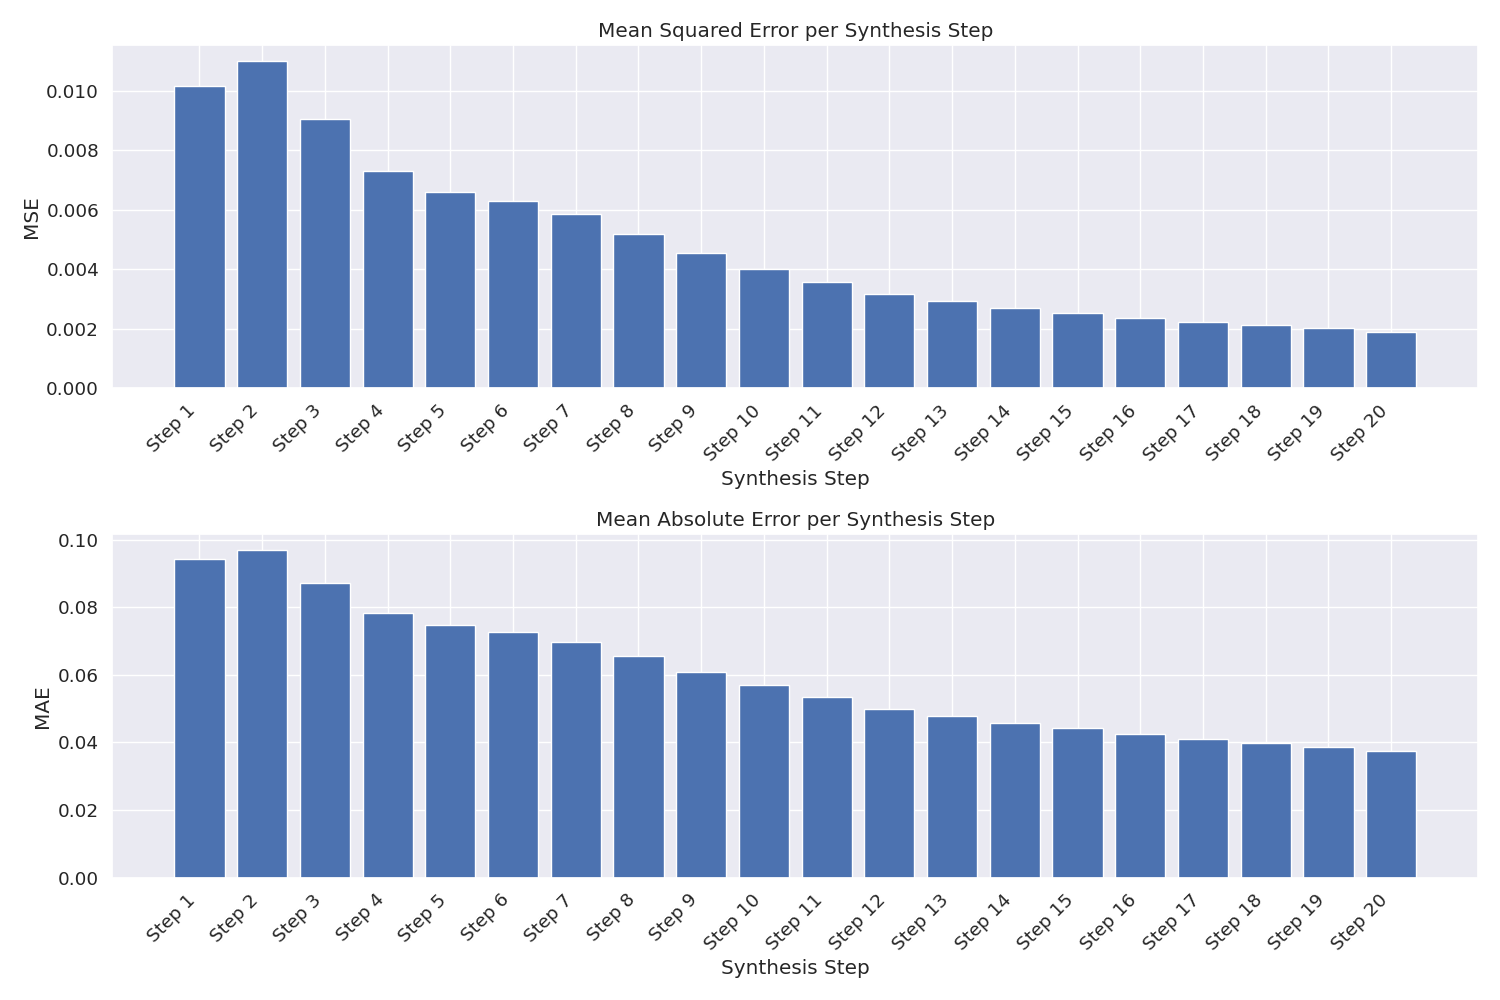 Mean Squared Error per Synthesis Step
MSE
0.010
0.008
0.006
0.004
0.002
0.000
Step 1
Step 2
Step 3
Step 4
Step 5
Step 6
Step 7
Step 8
Step 9
Step 10
Step 11
Step 12
Step 13
Step 14
Step 15
Step 16
Step 17
Step 18
Step 19
Step 20
Synthesis Step
Mean Absolute Error per Synthesis Step
MAE
0.10
0.08
0.06
0.04
0.02
0.00
Step 1
Step 2
Step 3
Step 4
Step 5
Step 6
Step 7
Step 8
Step 9
Step 10
Step 11
Step 12
Step 13
Step 14
Step 15
Step 16
Step 17
Step 18
Step 19
Step 20
Synthesis Step